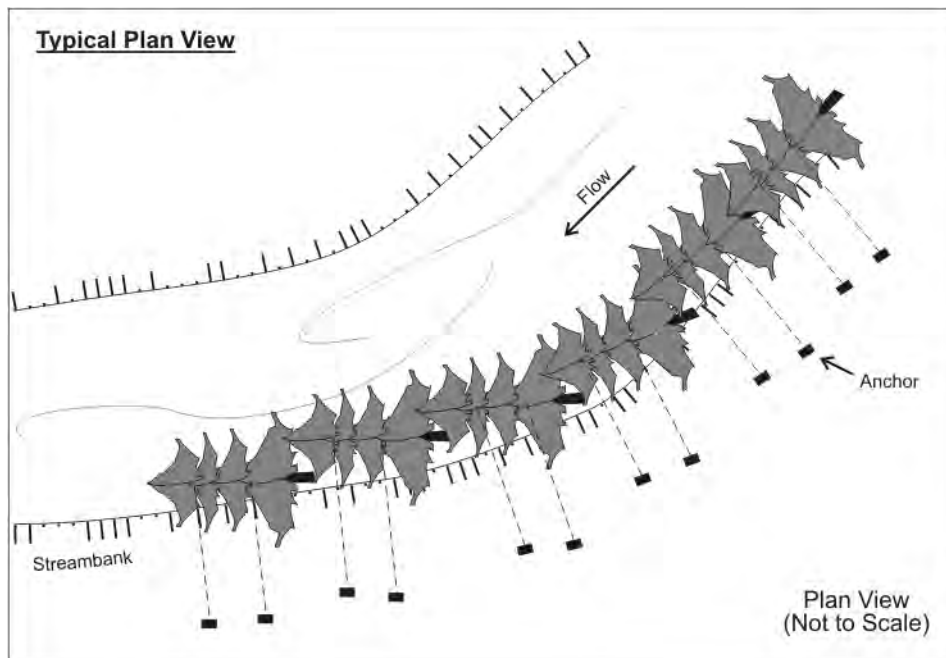 Typical Plan View
Flow
Anchor
Streambank
Plan View
(Not to Scale)